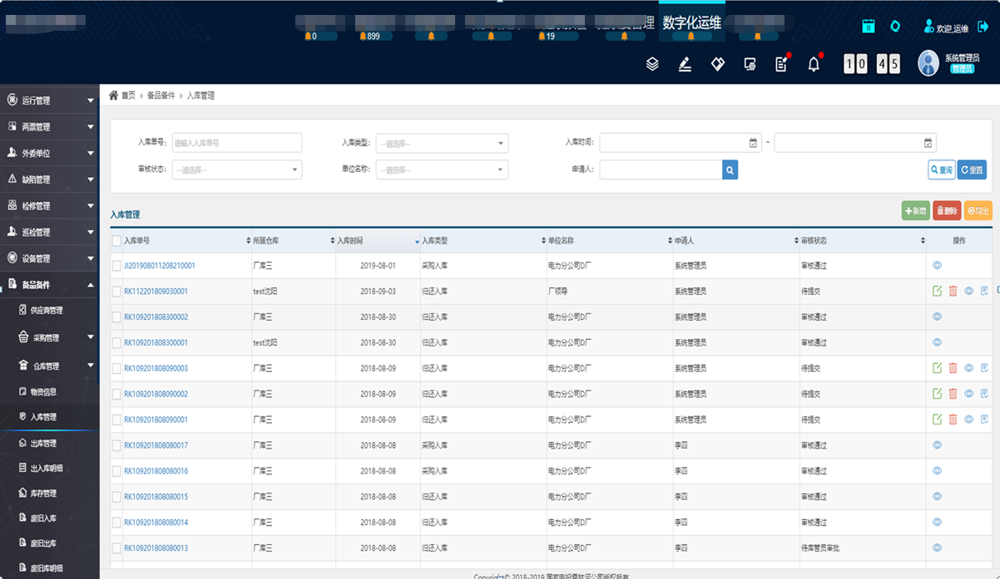 数字化运维
0
899
19
欢迎,运维
10 45
系统管理员
管理员
运行管理
两票管理
外委单位
缺陷管理
检修管理
巡检管理
设备管理
备品备件
供应商管理
采购管理
仓库管理
物资信息
入库管理
出库管理
出入库明细
库存管理
废旧入库
废旧出库
废旧库明细
首页 备品备件 入库管理
入库单号: 请输入入库单号 入库类型: --请选择-- 入库时间: ~
审核状态: --请选择-- 单位名称: --请选择-- 申请人: 查询 重置
入库管理 新增 删除 导出
入库单号 所属仓库 入库时间 入库类型 单位名称 申请人 审核状态 操作
JI201908011208210001 厂库三 2019-08-01 采购入库 电力分公司D厂 系统管理员 审核通过
RK112201809030001 test沈阳 2018-09-03 归还入库 厂领导 系统管理员 待提交
RK109201808300002 厂库三 2018-08-30 归还入库 电力分公司D厂 系统管理员 审核通过
RK109201808300001 test沈阳 2018-08-30 归还入库 电力分公司D厂 系统管理员 审核通过
RK109201808090003 厂库三 2018-08-09 归还入库 电力分公司D厂 系统管理员 待提交
RK109201808090002 厂库三 2018-08-09 归还入库 电力分公司D厂 系统管理员 待提交
RK109201808090001 厂库三 2018-08-09 归还入库 电力分公司D厂 系统管理员 待提交
RK109201808080017 厂库三 2018-08-08 采购入库 电力分公司D厂 李四 审核通过
RK109201808080016 厂库三 2018-08-08 采购入库 电力分公司D厂 李四 审核通过
RK109201808080015 厂库三 2018-08-08 归还入库 电力分公司D厂 李四 审核通过
RK109201808080014 厂库三 2018-08-08 归还入库 电力分公司D厂 李四 审核通过
RK109201808080013 厂库三 2018-08-08 归还入库 电力分公司D厂 李四 待库管员审批
Copyright © 2018-2019 国家电投霍林河公司版权所有